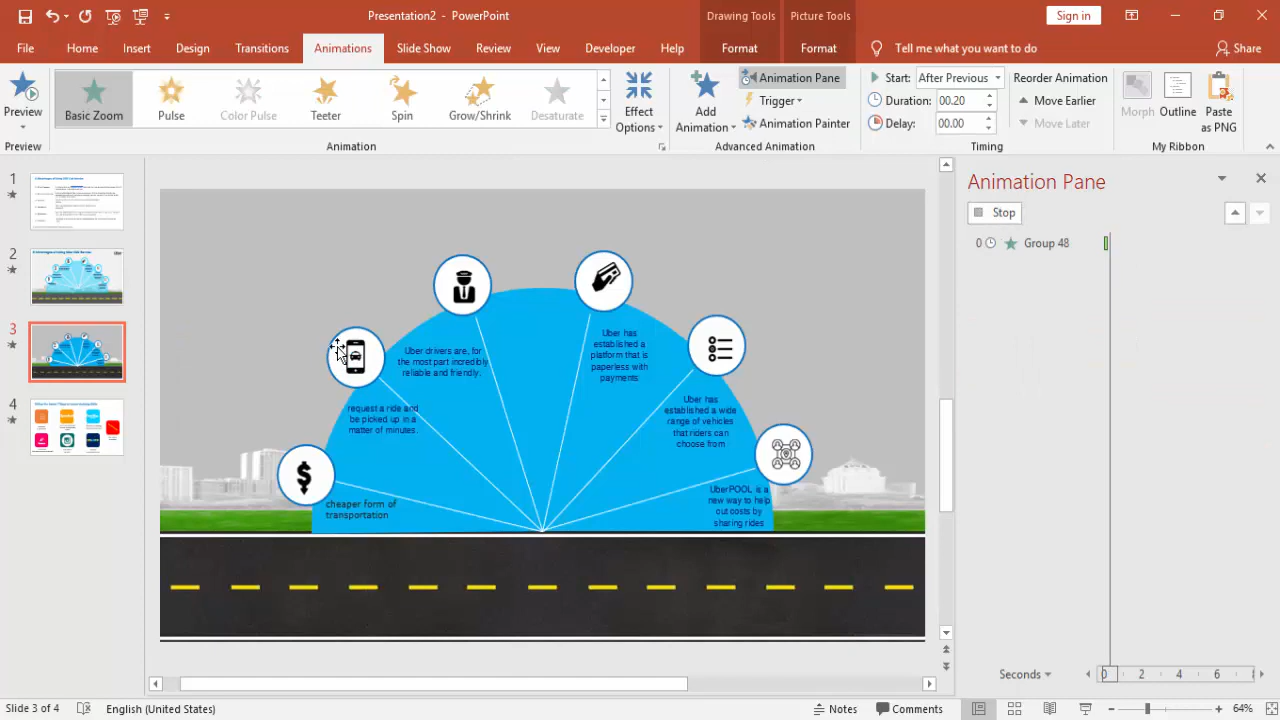 Presentation2 - PowerPoint
Drawing Tools
Picture Tools
Sign in
File
Home
Insert
Design
Transitions
Animations
Slide Show
Review
View
Developer
Help
Format
Format
Tell me what you want to do
Share
Preview
Basic Zoom
Pulse
Color Pulse
Teeter
Spin
Grow/Shrink
Desaturate
Effect
Options
Add
Animation
Animation Pane
Trigger
Animation Painter
Start: After Previous
Duration: 00.20
Delay: 00.00
Reorder Animation
Move Earlier
Move Later
Morph
Outline
Paste
as PNG
Preview
Animation
Advanced Animation
Timing
My Ribbon
1
2
3
4
Uber drivers are, for
the most part incredibly
reliable and friendly.
Uber has
established a
platform that is
paperless with
payments
request a ride and
be picked up in a
matter of minutes.
Uber has
established a wide
range of vehicles
that riders can
choose from
cheaper form of
transportation
UberPOOL is a
new way to help
out costs by
sharing rides
Animation Pane
Stop
0 Group 48
Seconds
0 2 4 6
Slide 3 of 4
English (United States)
Notes
Comments
64%